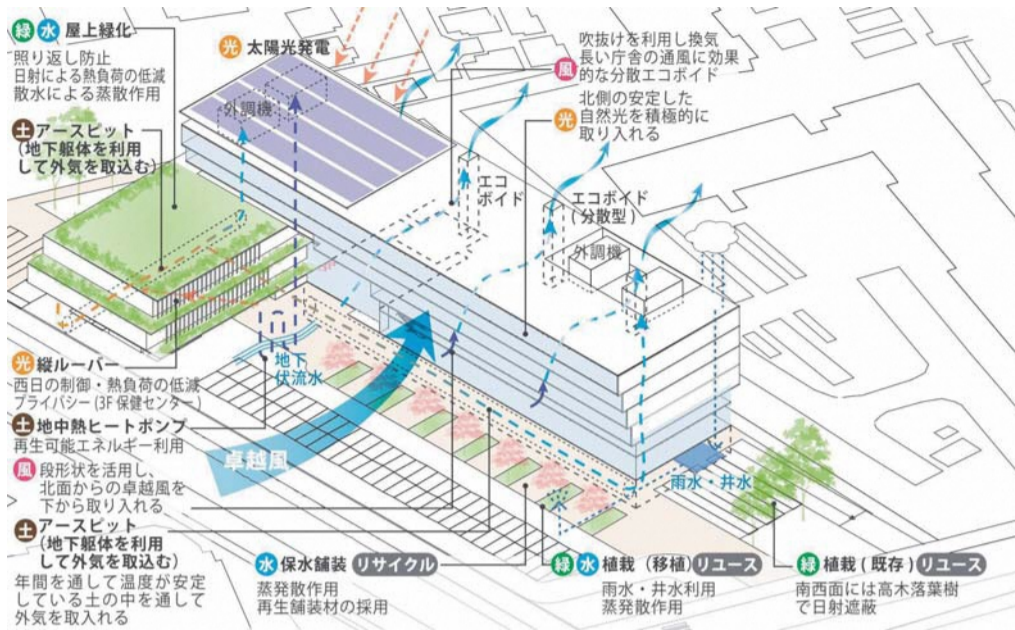 緑 水 屋上緑化
照り返し防止
日射による熱負荷の低減
散水による蒸散作用
土 アースピット
(地下躯体を利用
して外気を取込む)
光 太陽光発電
外調機
吹抜けを利用し換気
風 長い庁舎の通風に効果
的な分散エコボイド
光 北側の安定した
自然光を積極的に
取り入れる
エコ
ボイド
エコボイド
(分散型)
外調機
光 縦ルーバー
西日の制御・熱負荷の低減
プライバシー(3F 保健センター)
土 地中熱ヒートポンプ
再生可能エネルギー利用
地下
伏流水
卓越風
風 段形状を活用し、
北面からの卓越風を
下から取り入れる
土 アースピット
(地下躯体を利用
して外気を取込む)
年間を通して温度が安定
している土の中を通して
外気を取入れる
雨水・井水
水 保水舗装 リサイクル
蒸発散作用
再生舗装材の採用
緑 水 植栽(移植) リユース
雨水・井水利用
蒸発散作用
緑 植栽(既存) リユース
南西面には高木落葉樹
で日射遮蔽